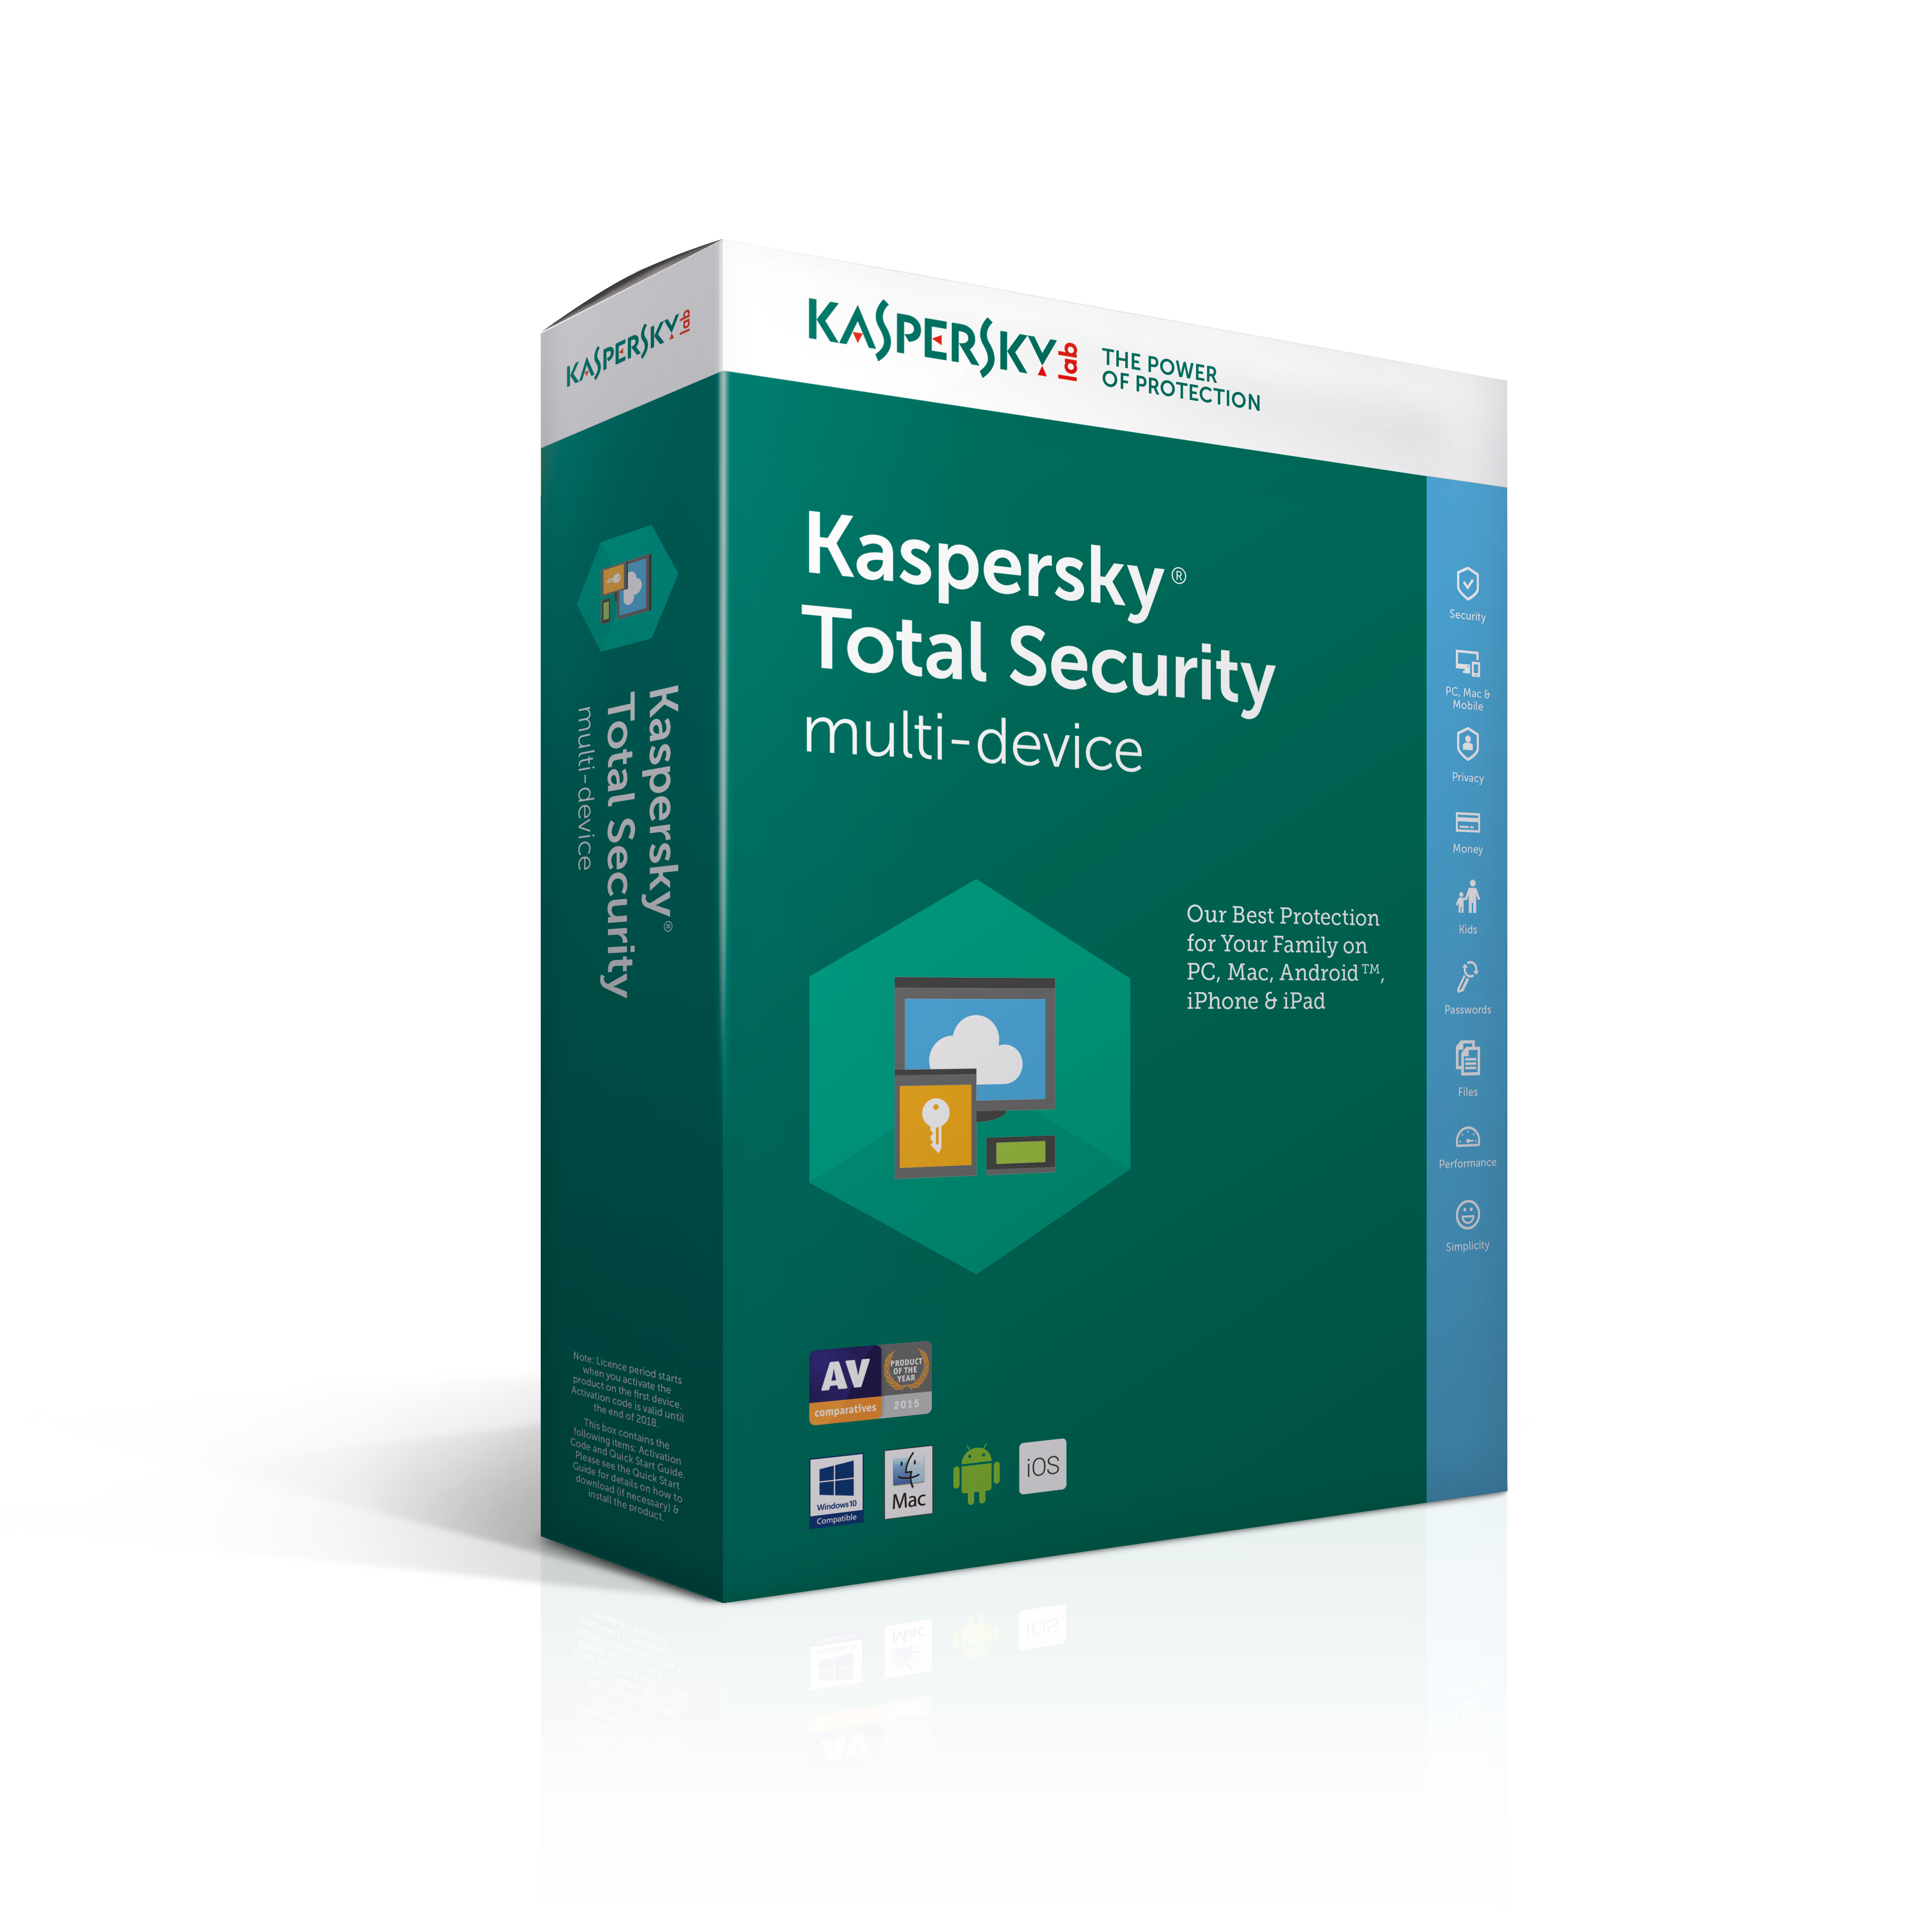 KASPERSKY lab
THE POWER
OF PROTECTION
Kaspersky®
Total Security
multi-device
Our Best Protection
for Your Family on
PC, Mac, Android™,
iPhone & iPad
Security
PC, Mac &
Mobile
Privacy
Money
Kids
Passwords
Files
Performance
Simplicity
AV
comparatives
PRODUCT
OF THE
YEAR
2015
Windows 10
Compatible
Mac
iOS
KASPERSKY lab
Kaspersky®
Total Security
multi-device
Note: Licence period starts
when you activate the
product on the first device.
Activation code is valid until
the end of 2018.
This box contains the
following items: Activation
Code and Quick Start Guide.
Please see the Quick Start
Guide for details on how to
download (if necessary) &
install the product.